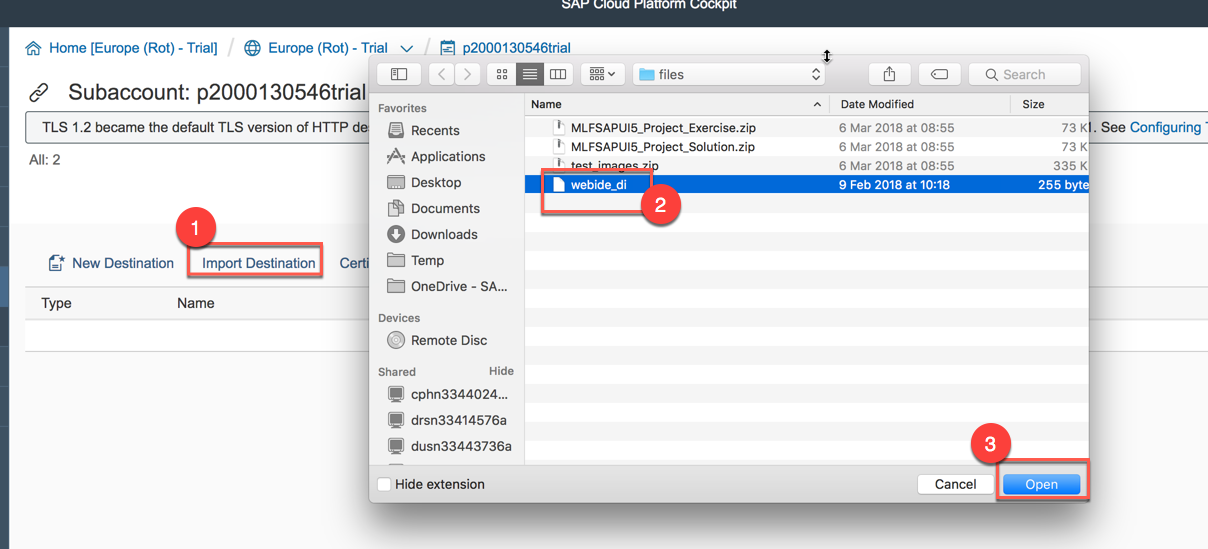 SAP Cloud Platform Cockpit
Home [Europe (Rot) - Trial] / Europe (Rot) - Trial / p2000130546trial
Subaccount: p2000130546trial
TLS 1.2 became the default TLS version of HTTP de
1. See Configuring T
All: 2
1
New Destination Import Destination Certi
Type Name
files
Search
Favorites
Recents
Applications
Desktop
Documents
Downloads
Temp
OneDrive - SA...
Devices
Remote Disc
Shared Hide
cphn3344024...
drsn33414576a
dusn33443736a
Name Date Modified Size
MLFSAPUI5_Project_Exercise.zip 6 Mar 2018 at 08:55 73 K
MLFSAPUI5_Project_Solution.zip 6 Mar 2018 at 08:55 73 K
test_images.zip 6 Mar 2018 at 08:55 335 K
webide_di 9 Feb 2018 at 10:18 255 byte
2
3
Hide extension Cancel Open